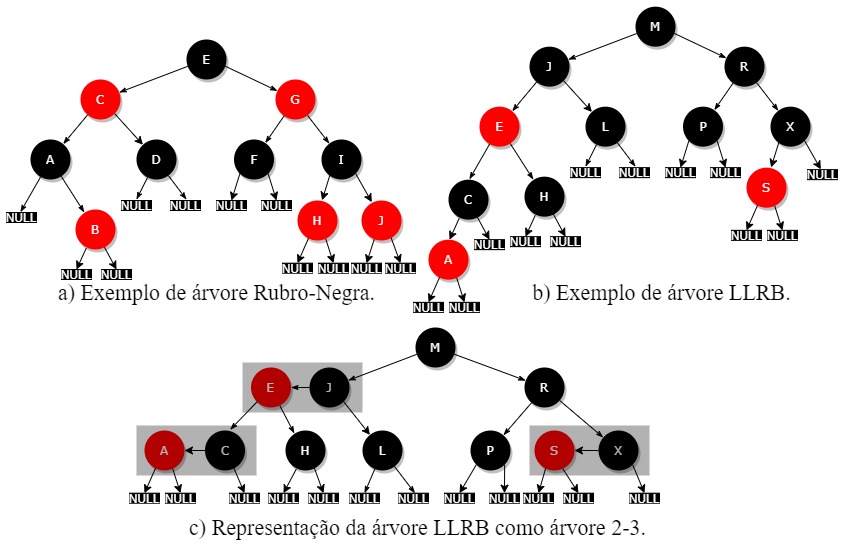 E
C G
A D F I
NULL B NULL NULL NULL NULL H J
NULL NULL NULL NULL NULL NULL
a) Exemplo de árvore Rubro-Negra.
M
J R
E L P X
C H NULL NULL NULL NULL S NULL
A NULL NULL NULL NULL NULL
NULL NULL
b) Exemplo de árvore LLRB.
M
E J R
A C H L P S X
NULL NULL NULL NULL NULL NULL NULL NULL NULL NULL NULL NULL
c) Representação da árvore LLRB como árvore 2-3.